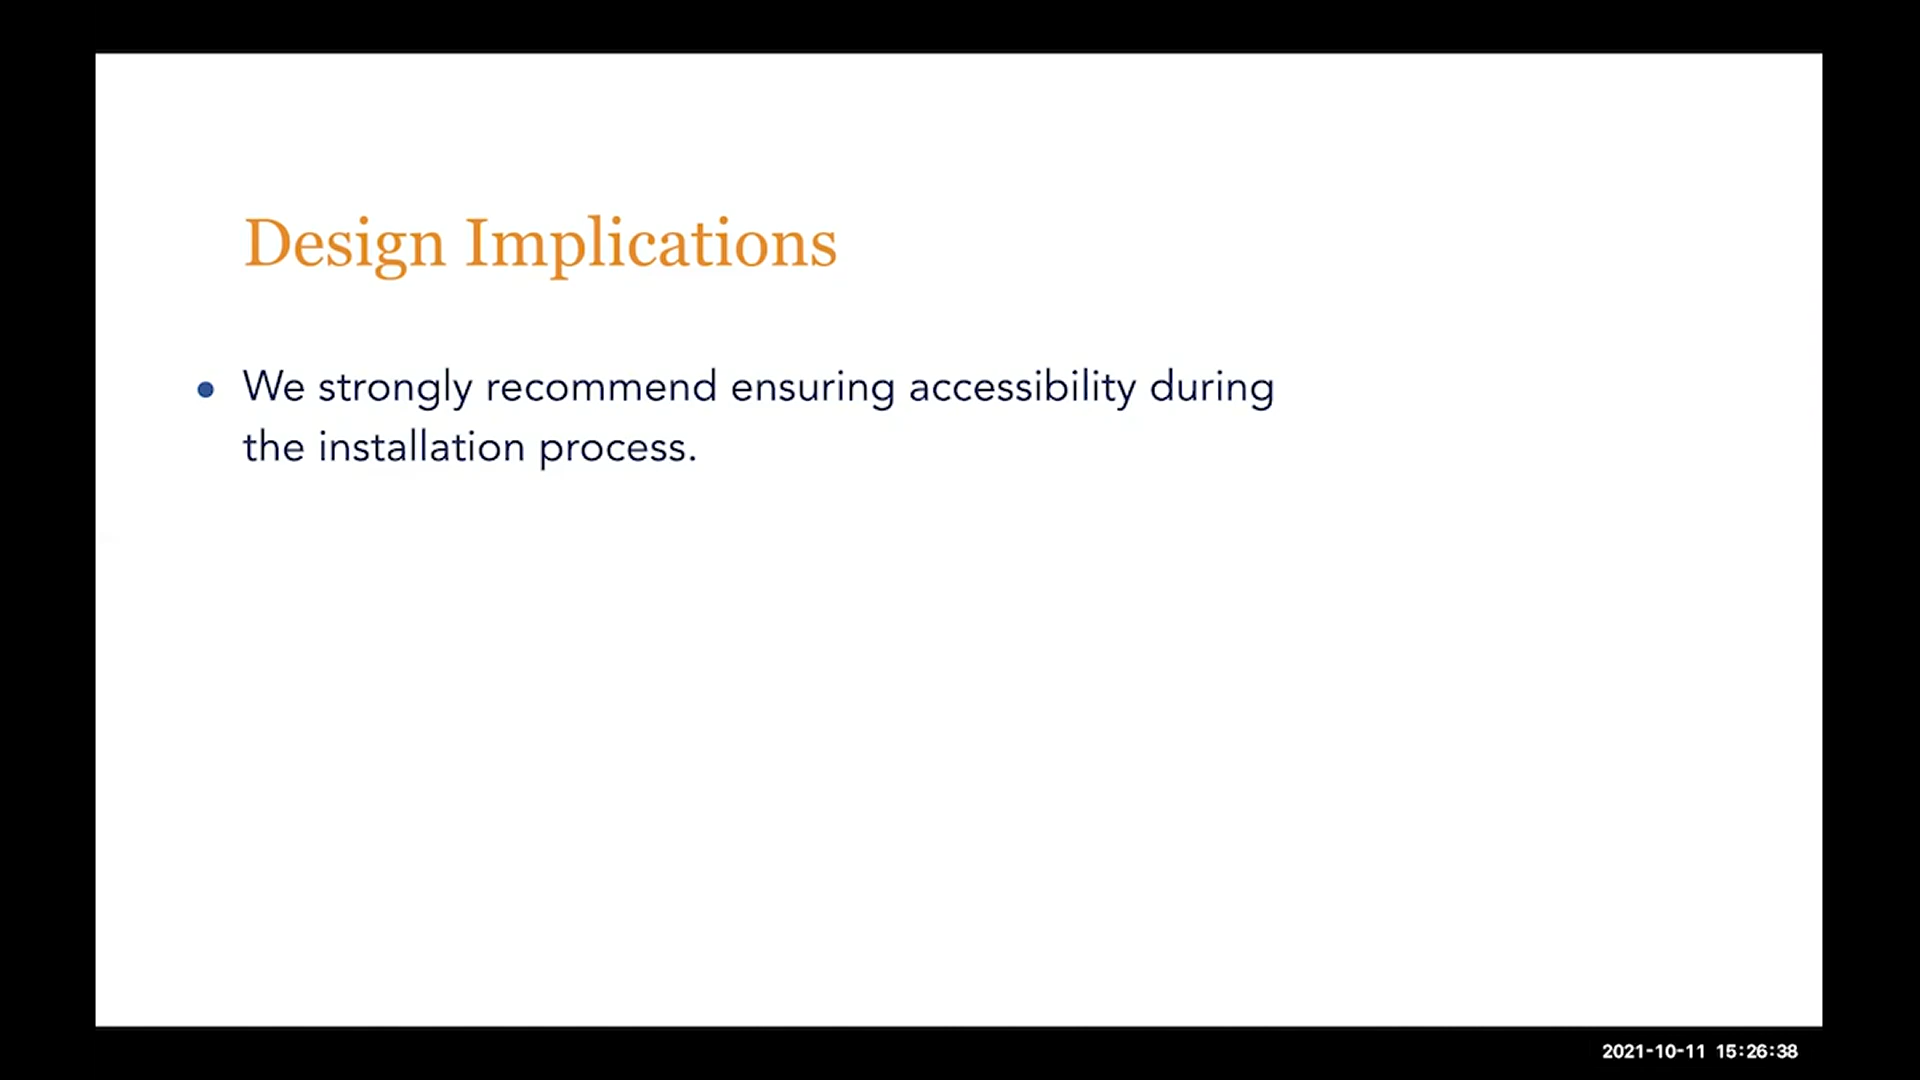 Design Implications
• We strongly recommend ensuring accessibility during
the installation process.
2021-10-11 15:26:38